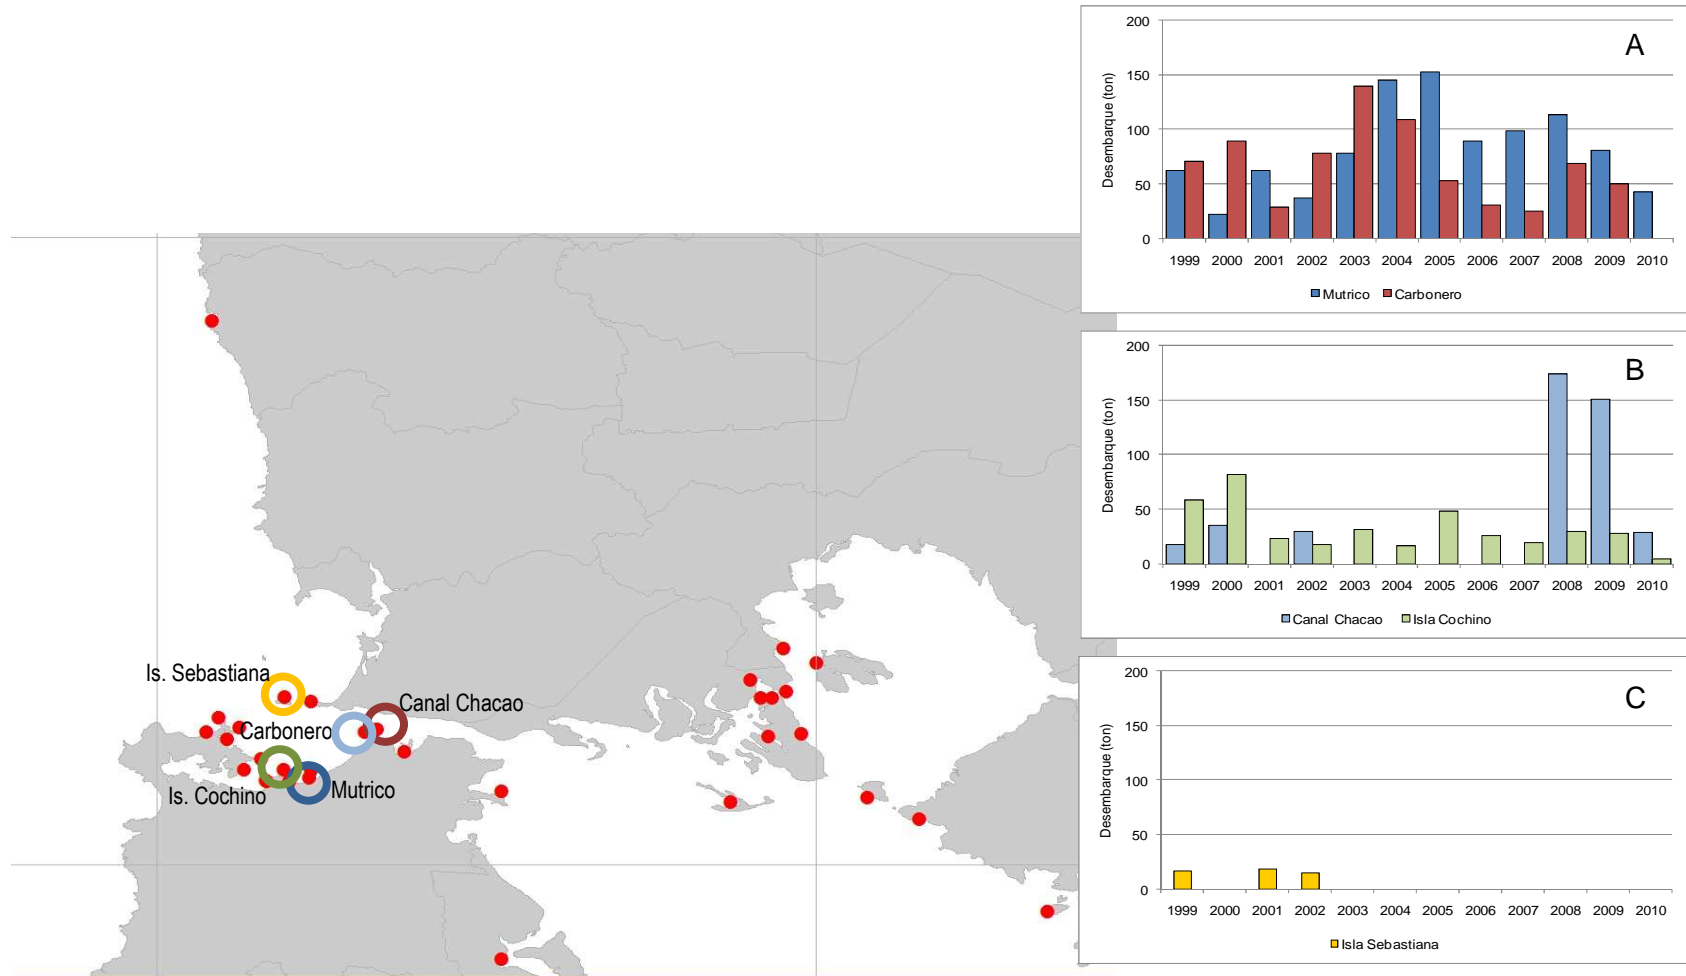 Is. Sebastiana
Canal Chacao
Carbonero
Is. Cochino
Mutrico
A
Desembarque (ton)
200
150
100
50
0
1999 2000 2001 2002 2003 2004 2005 2006 2007 2008 2009 2010
Mutrico Carbonero
B
Desembarque (ton)
200
150
100
50
0
1999 2000 2001 2002 2003 2004 2005 2006 2007 2008 2009 2010
Canal Chacao Isla Cochino
C
Desembarque (ton)
200
150
100
50
0
1999 2000 2001 2002 2003 2004 2005 2006 2007 2008 2009 2010
Isla Sebastiana